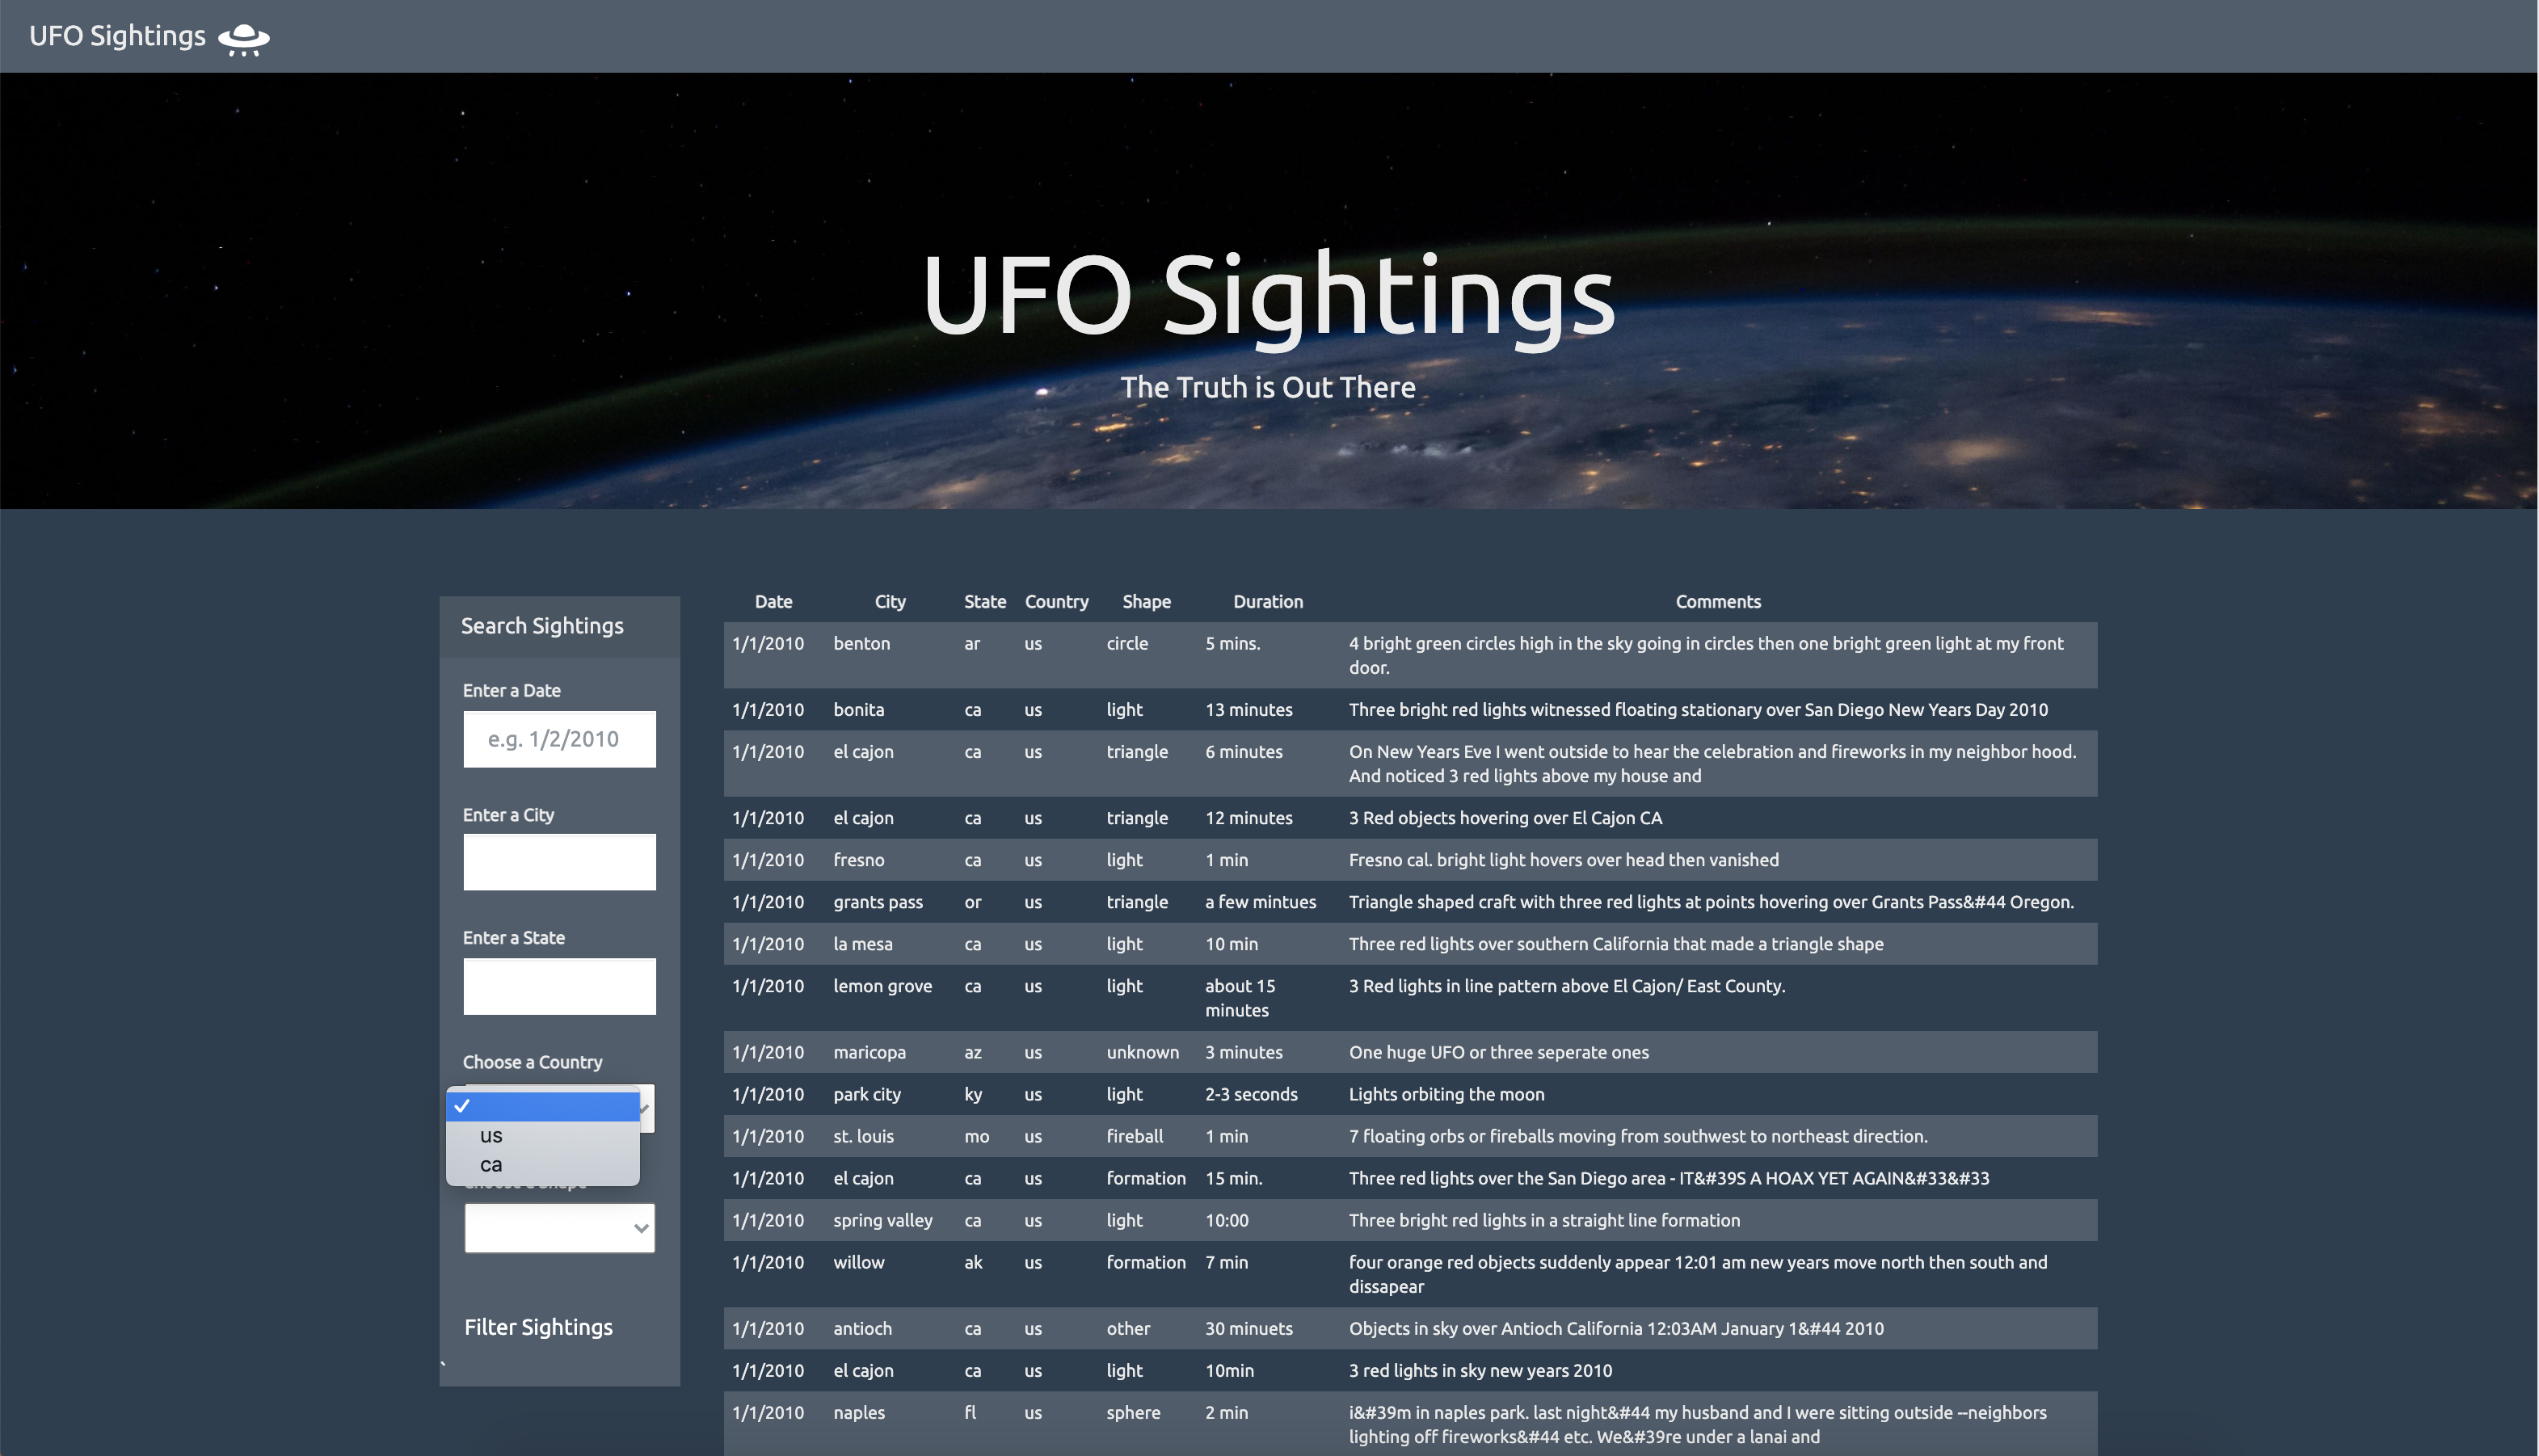 UFO Sightings
UFO Sightings
The Truth is Out There
Search Sightings
Enter a Date
e.g. 1/2/2010
Enter a City
Enter a State
Choose a Country
us
ca
Filter Sightings
`
Date City State Country Shape Duration Comments
1/1/2010 benton ar us circle 5 mins. 4 bright green circles high in the sky going in circles then one bright green light at my front
door.
1/1/2010 bonita ca us light 13 minutes Three bright red lights witnessed floating stationary over San Diego New Years Day 2010
1/1/2010 el cajon ca us triangle 6 minutes On New Years Eve I went outside to hear the celebration and fireworks in my neighbor hood.
And noticed 3 red lights above my house and
1/1/2010 el cajon ca us triangle 12 minutes 3 Red objects hovering over El Cajon CA
1/1/2010 fresno ca us light 1 min Fresno cal. bright light hovers over head then vanished
1/1/2010 grants pass or us triangle a few mintues Triangle shaped craft with three red lights at points hovering over Grants Pass&#44 Oregon.
1/1/2010 la mesa ca us light 10 min Three red lights over southern California that made a triangle shape
1/1/2010 lemon grove ca us light about 15 3 Red lights in line pattern above El Cajon/ East County.
minutes
1/1/2010 maricopa az us unknown 3 minutes One huge UFO or three seperate ones
1/1/2010 park city ky us light 2-3 seconds Lights orbiting the moon
1/1/2010 st. louis mo us fireball 1 min 7 floating orbs or fireballs moving from southwest to northeast direction.
1/1/2010 el cajon ca us formation 15 min. Three red lights over the San Diego area - IT&#39S A HOAX YET AGAIN&#33&#33
1/1/2010 spring valley ca us light 10:00 Three bright red lights in a straight line formation
1/1/2010 willow ak us formation 7 min four orange red objects suddenly appear 12:01 am new years move north then south and
dissapear
1/1/2010 antioch ca us other 30 minuets Objects in sky over Antioch California 12:03AM January 1&#44 2010
1/1/2010 el cajon ca us light 10min 3 red lights in sky new years 2010
1/1/2010 naples fl us sphere 2 min i&#39m in naples park. last night&#44 my husband and I were sitting outside --neighbors
lighting off fireworks&#44 etc. We&#39re under a lanai and